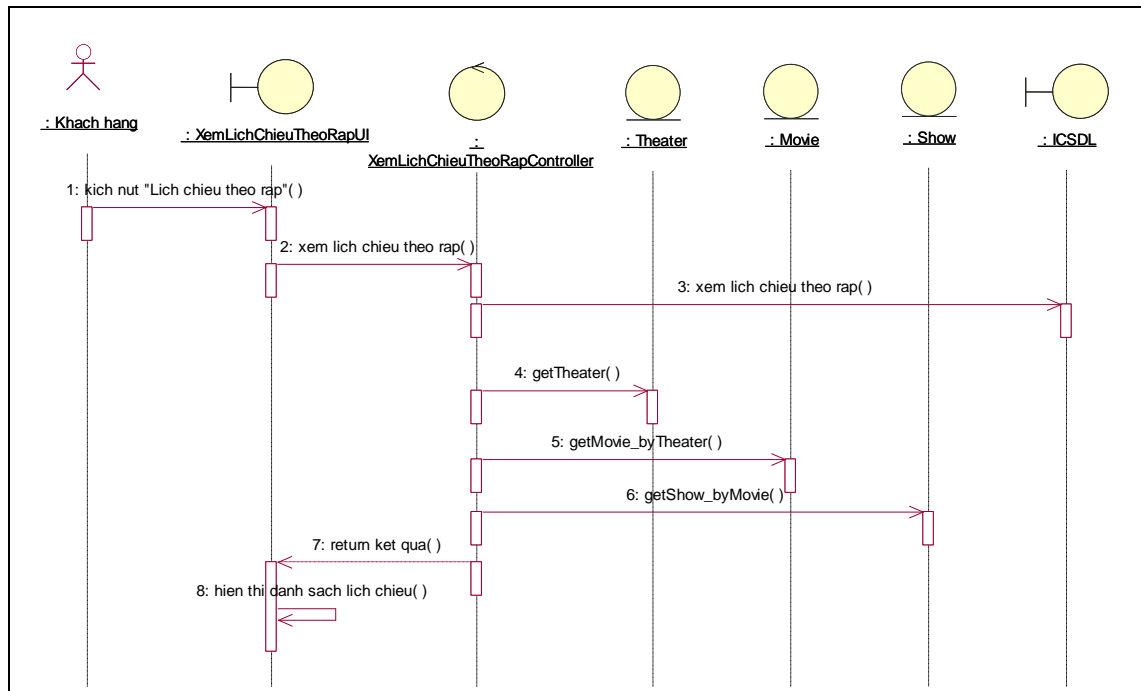 : Khach hang
: XemLichChieuTheoRapUI
:
XemLichChieuTheoRapController
: Theater
: Movie
: Show
: ICSDL
1: kich nut "Lich chieu theo rap"( )
2: xem lich chieu theo rap( )
3: xem lich chieu theo rap( )
4: getTheater( )
5: getMovie_byTheater( )
6: getShow_byMovie( )
7: return ket qua( )
8: hien thi danh sach lich chieu( )